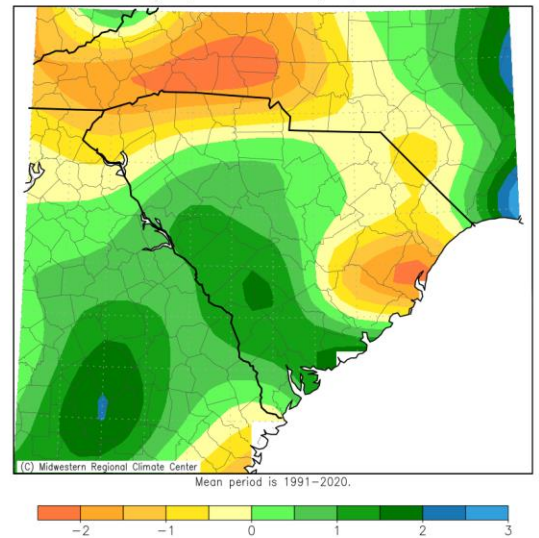 (C) Midwestern Regional Climate Center
Mean period is 1991-2020.
-2 -1 0 1 2 3